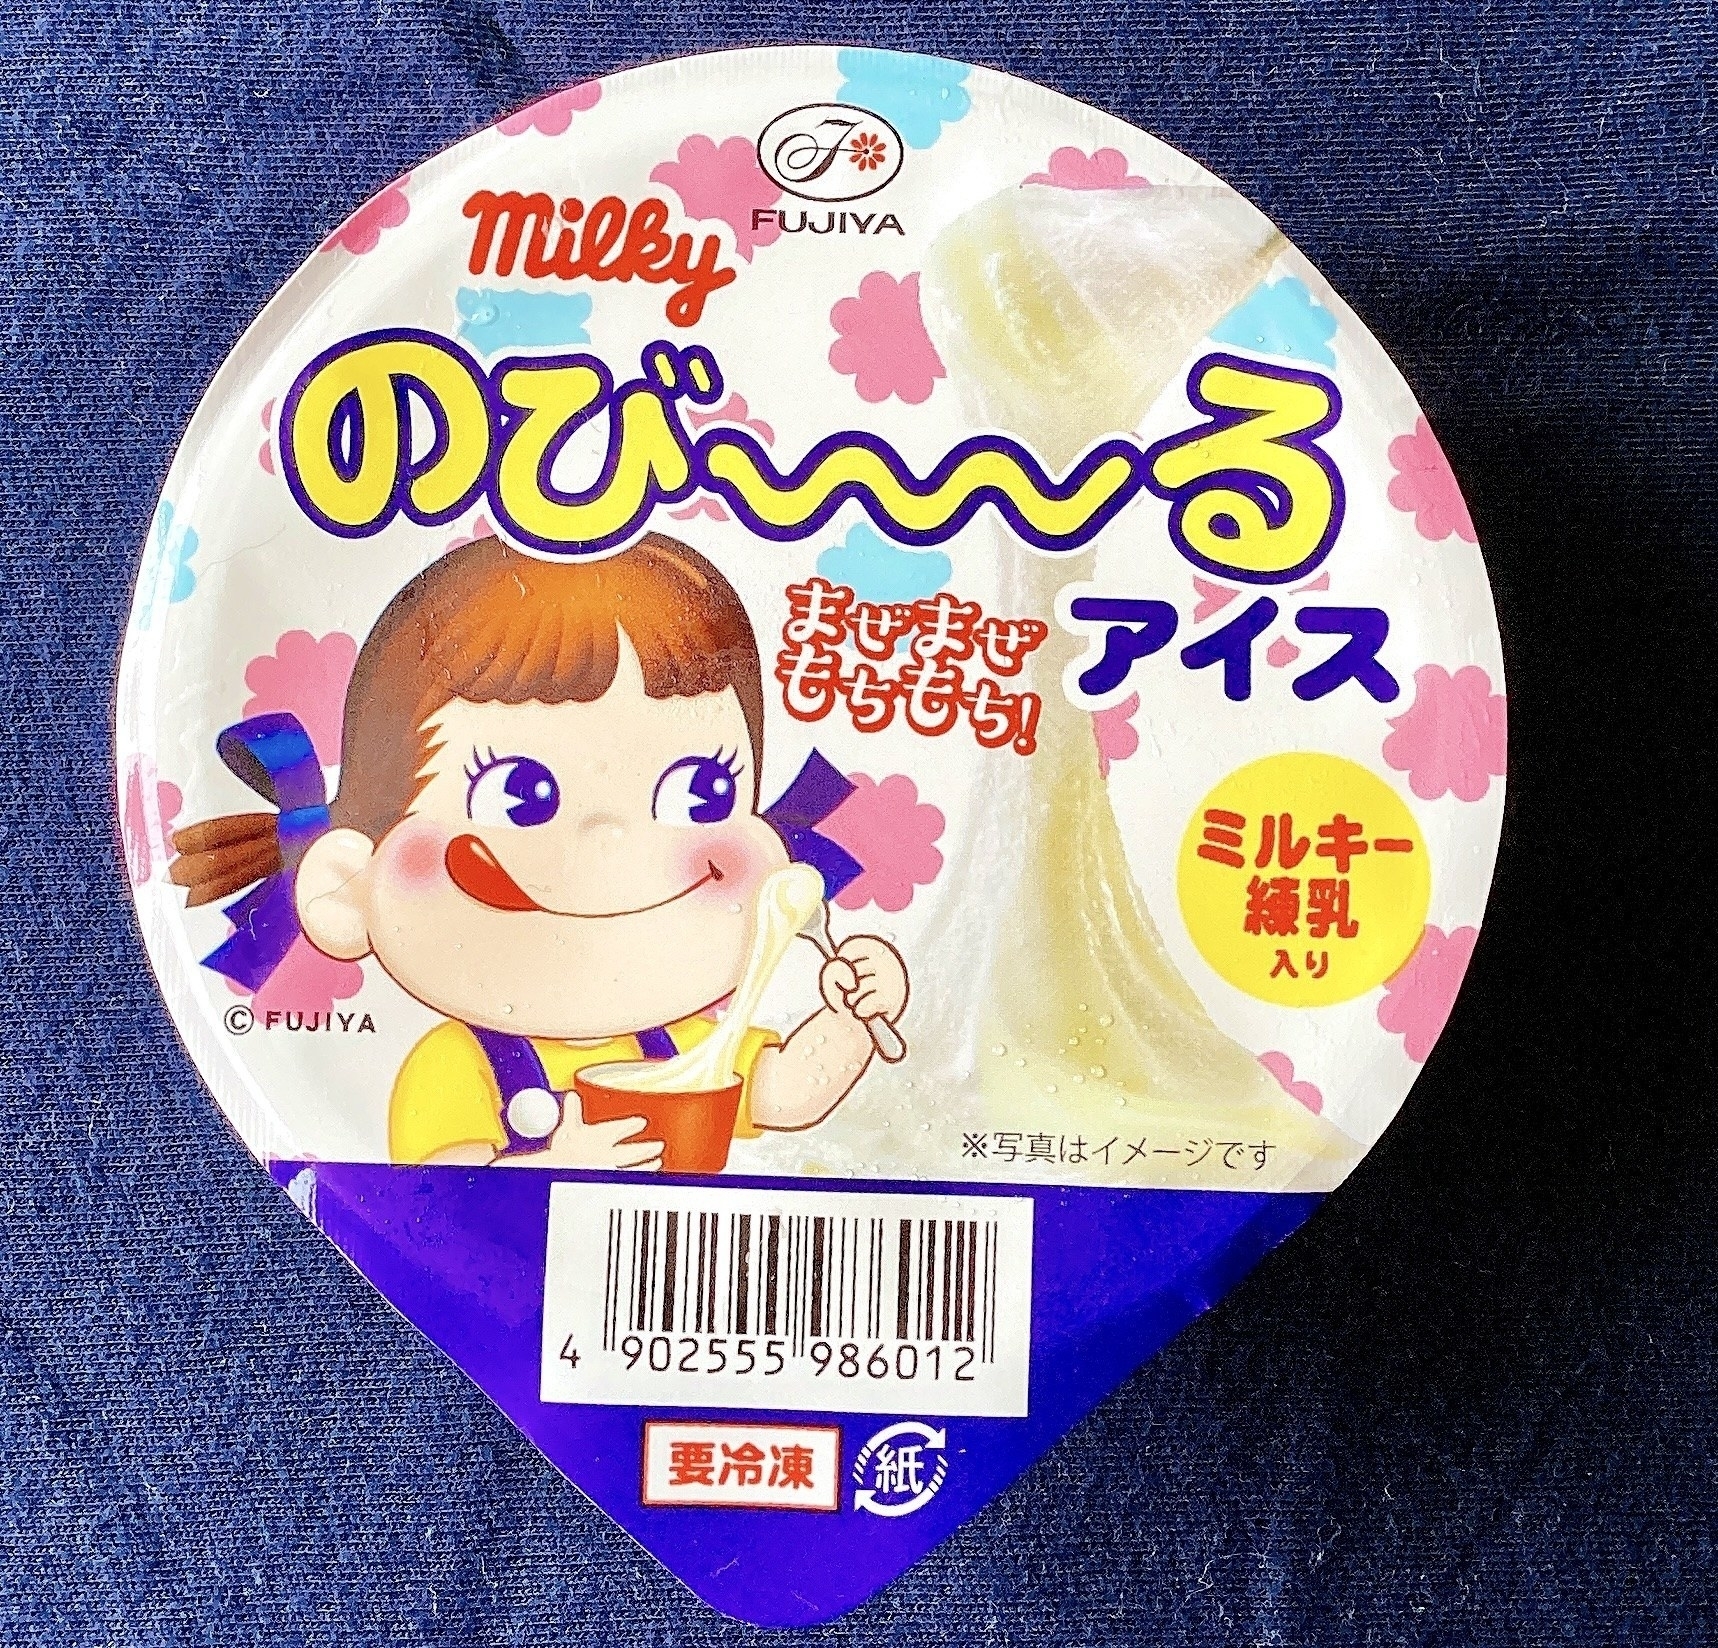 FUJIYA
milky
のび〜〜〜る
アイス
まぜまぜ
もちもち!
ミルキー
練乳
入り
© FUJIYA
※写真はイメージです
4 902555 986012
要冷凍
紙